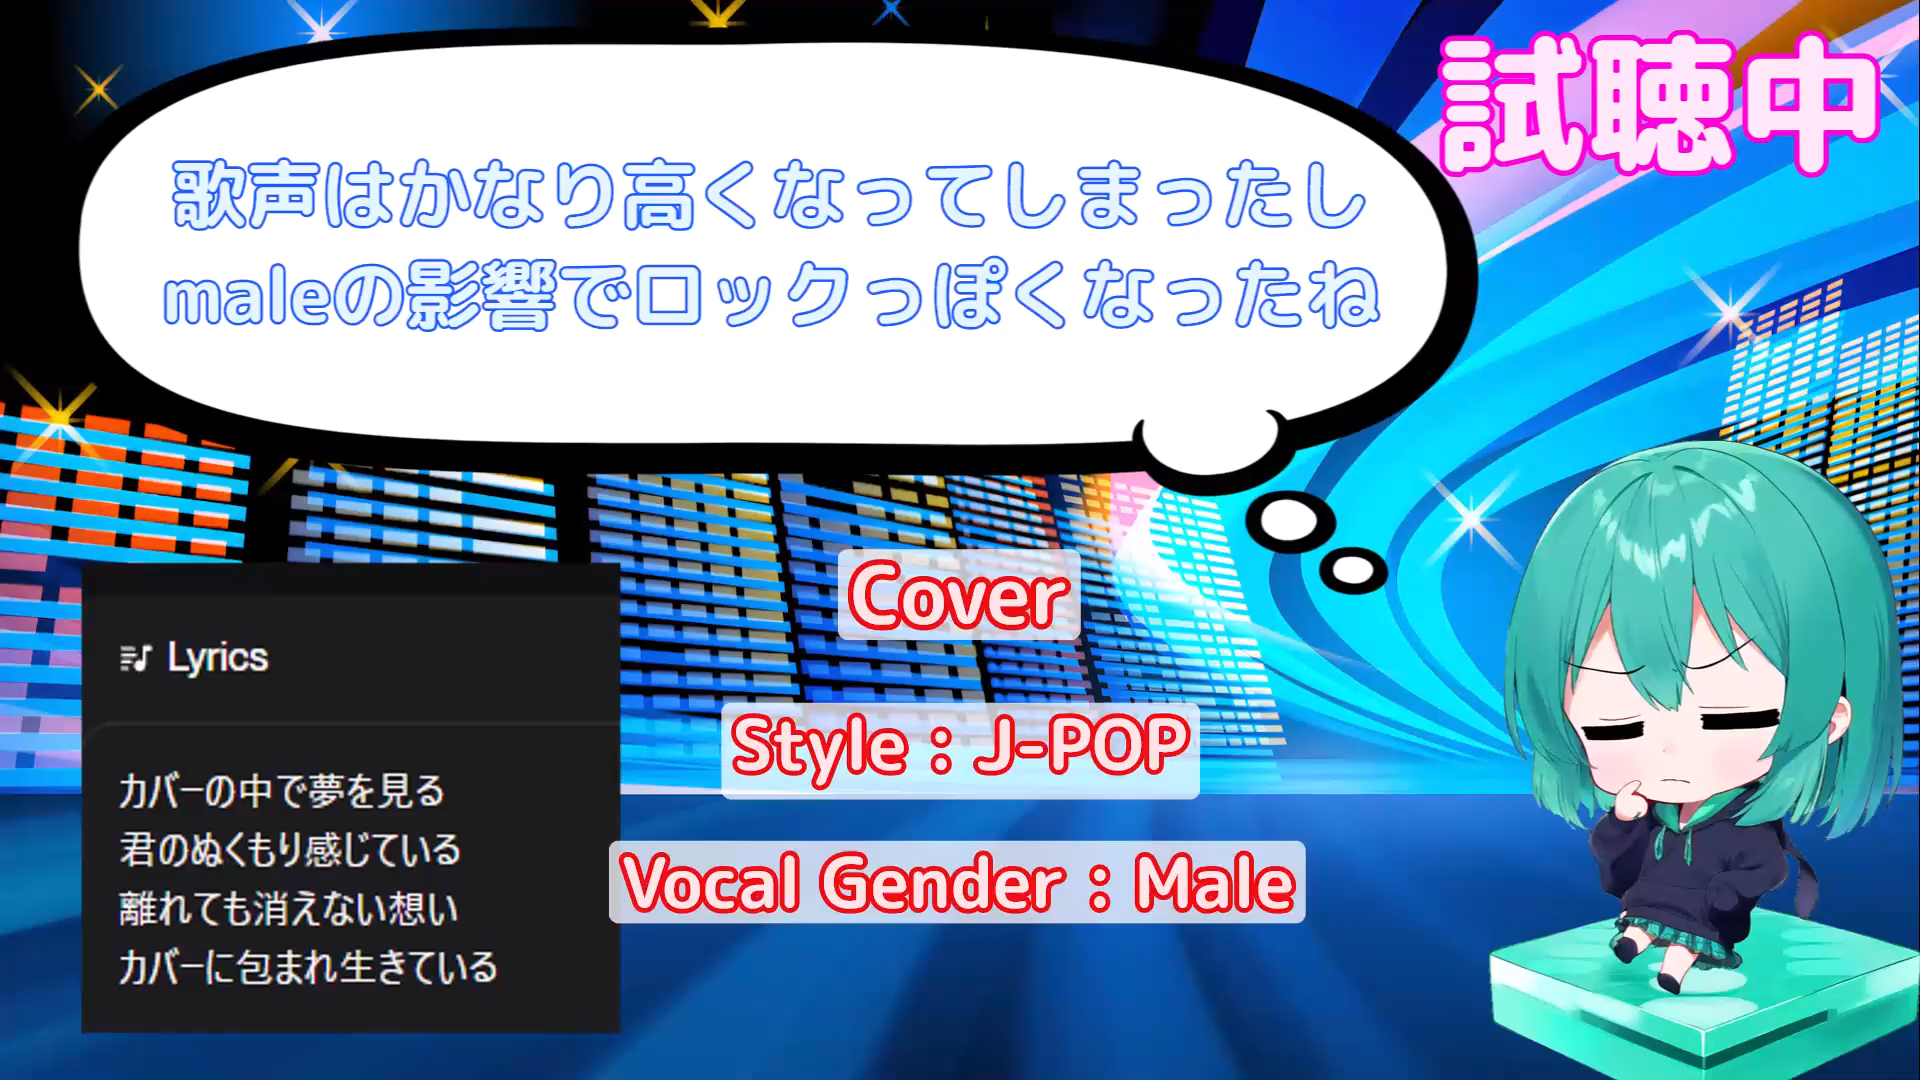 試聴中
歌声はかなり高くなってしまったし
maleの影響でロックっぽくなったね
Cover
Style : J-POP
Vocal Gender : Male
Lyrics
カバーの中で夢を見る
君のぬくもり感じている
離れても消えない想い
カバーに包まれ生きている